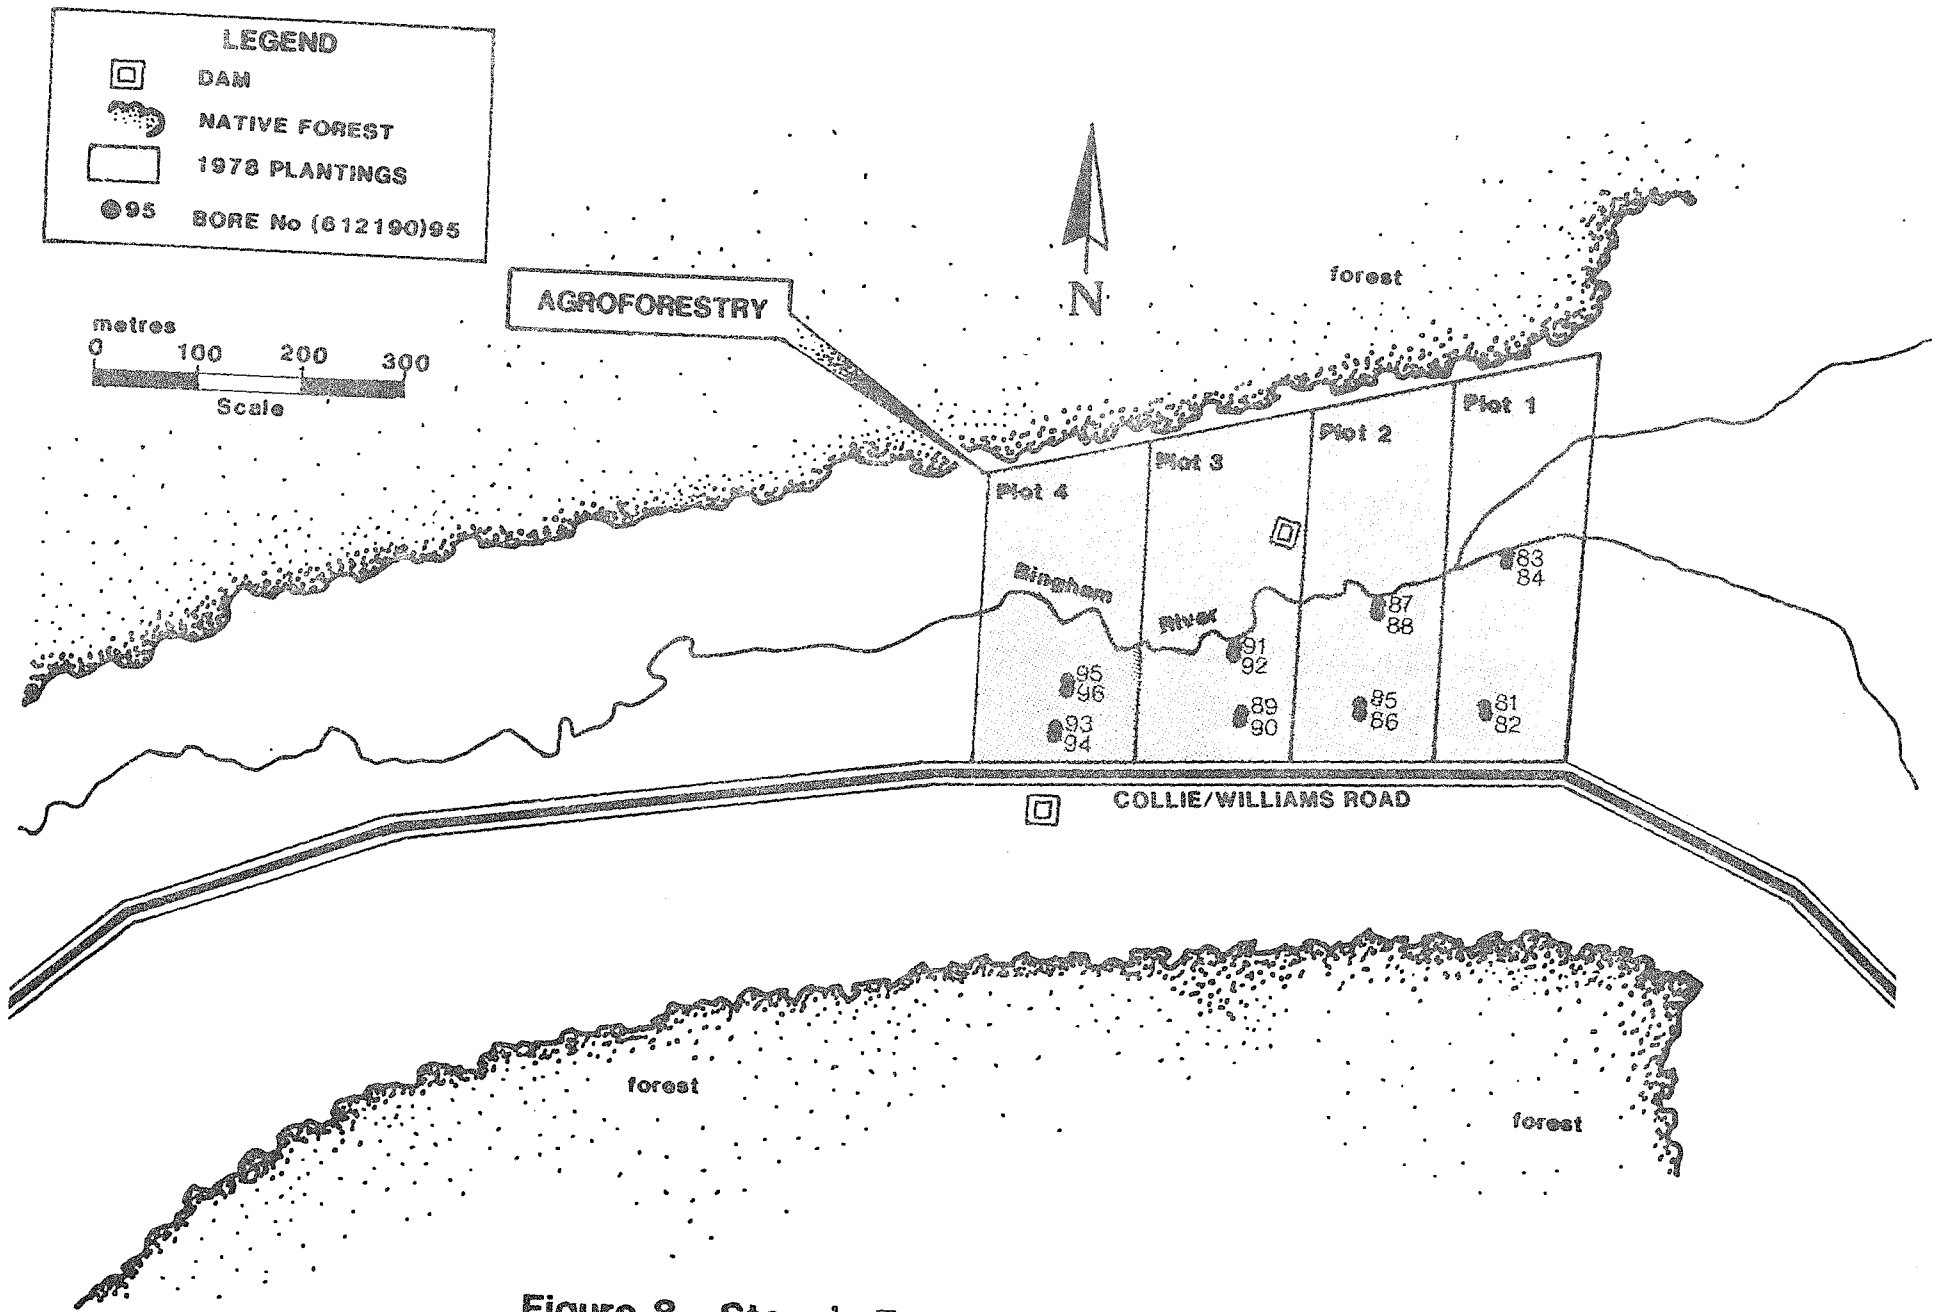 LEGEND
DAM
NATIVE FOREST
1978 PLANTINGS
95 BORE No (612190)95
metres
0 100 200 300
Scale
AGROFORESTRY
N
forest
Plot 1
Plot 2
Plot 3
Plot 4
Bingham River
83
84
87
88
91
92
95
96
93
94
89
90
85
86
81
82
COLLIE/WILLIAMS ROAD
forest
forest
Figure 8